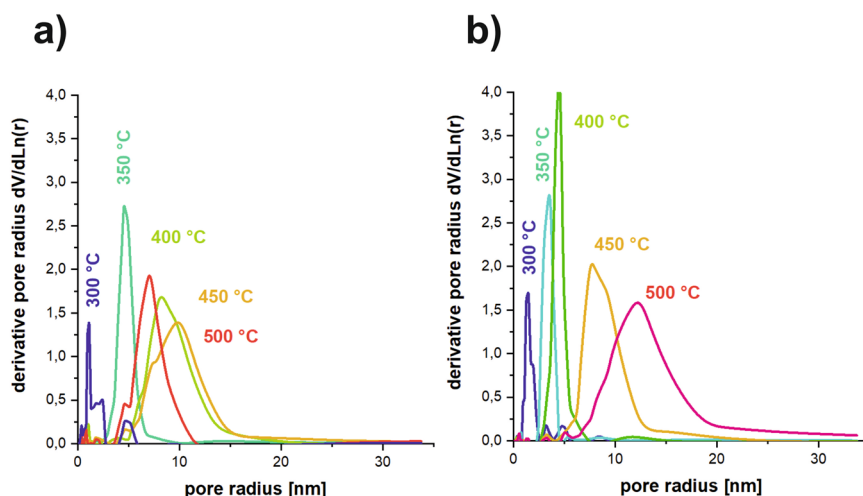 a)
derivative pore radius dV/dLn(r)
4,0
3,5
3,0
2,5
2,0
1,5
1,0
0,5
0,0
300 °C
350 °C
400 °C
450 °C
500 °C
0
10
20
30
pore radius [nm]
b)
derivative pore radius dV/dLn(r)
4,0
3,5
3,0
2,5
2,0
1,5
1,0
0,5
0,0
300 °C
350 °C
400 °C
450 °C
500 °C
0
10
20
30
pore radius [nm]